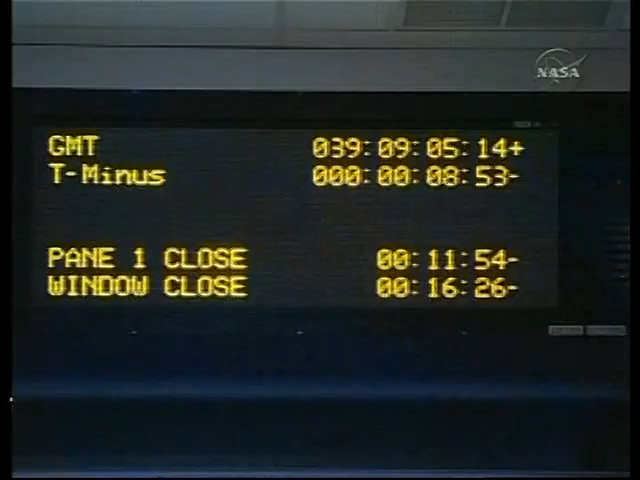 NASA
GMT 039:09:05:14+
T-Minus 000:00:08:53-
PANE 1 CLOSE 00:11:54-
WINDOW CLOSE 00:16:26-